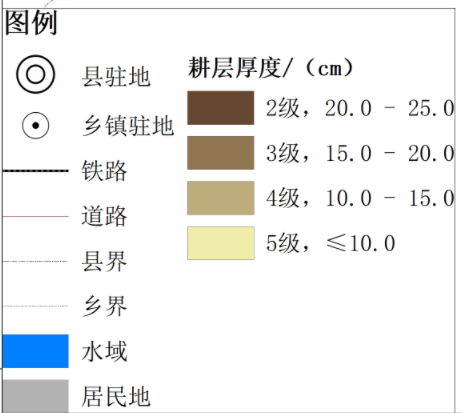 图例
县驻地
乡镇驻地
铁路
道路
县界
乡界
水域
居民地
耕层厚度/（cm）
2级，20.0 - 25.0
3级，15.0 - 20.0
4级，10.0 - 15.0
5级，≤10.0